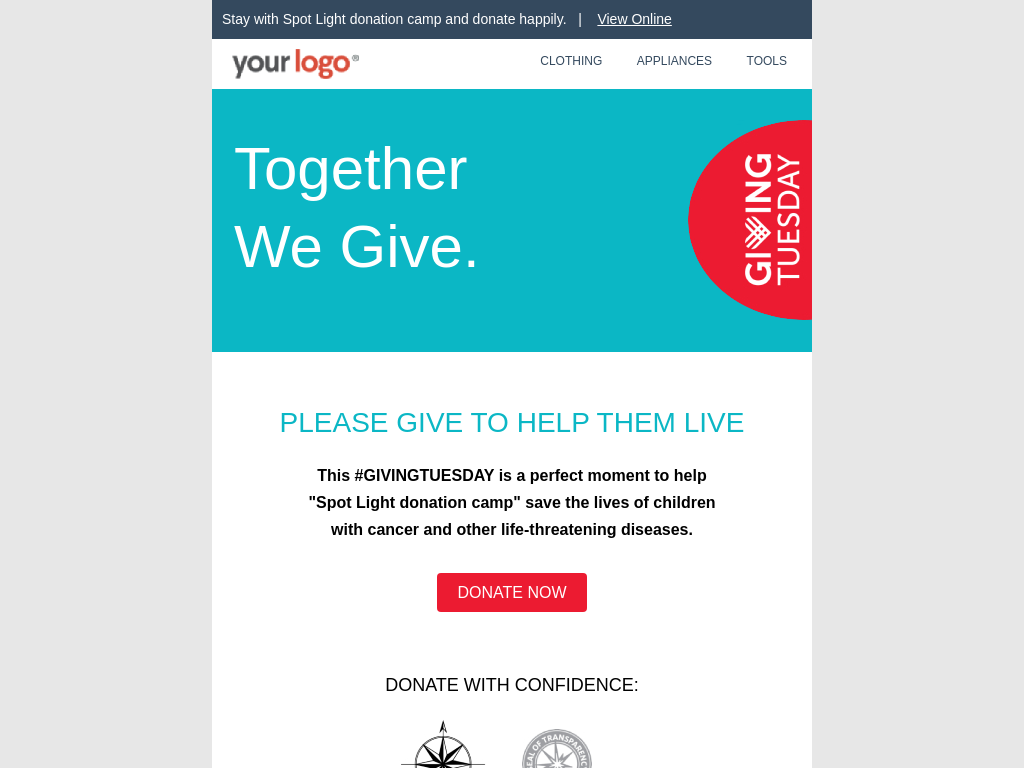 Stay with Spot Light donation camp and donate happily. | View Online
your logo®
CLOTHING APPLIANCES TOOLS
Together
We Give.
GIVING
TUESDAY
PLEASE GIVE TO HELP THEM LIVE
This #GIVINGTUESDAY is a perfect moment to help
"Spot Light donation camp" save the lives of children
with cancer and other life-threatening diseases.
DONATE NOW
DONATE WITH CONFIDENCE:
SEAL OF TRANSPARENCY